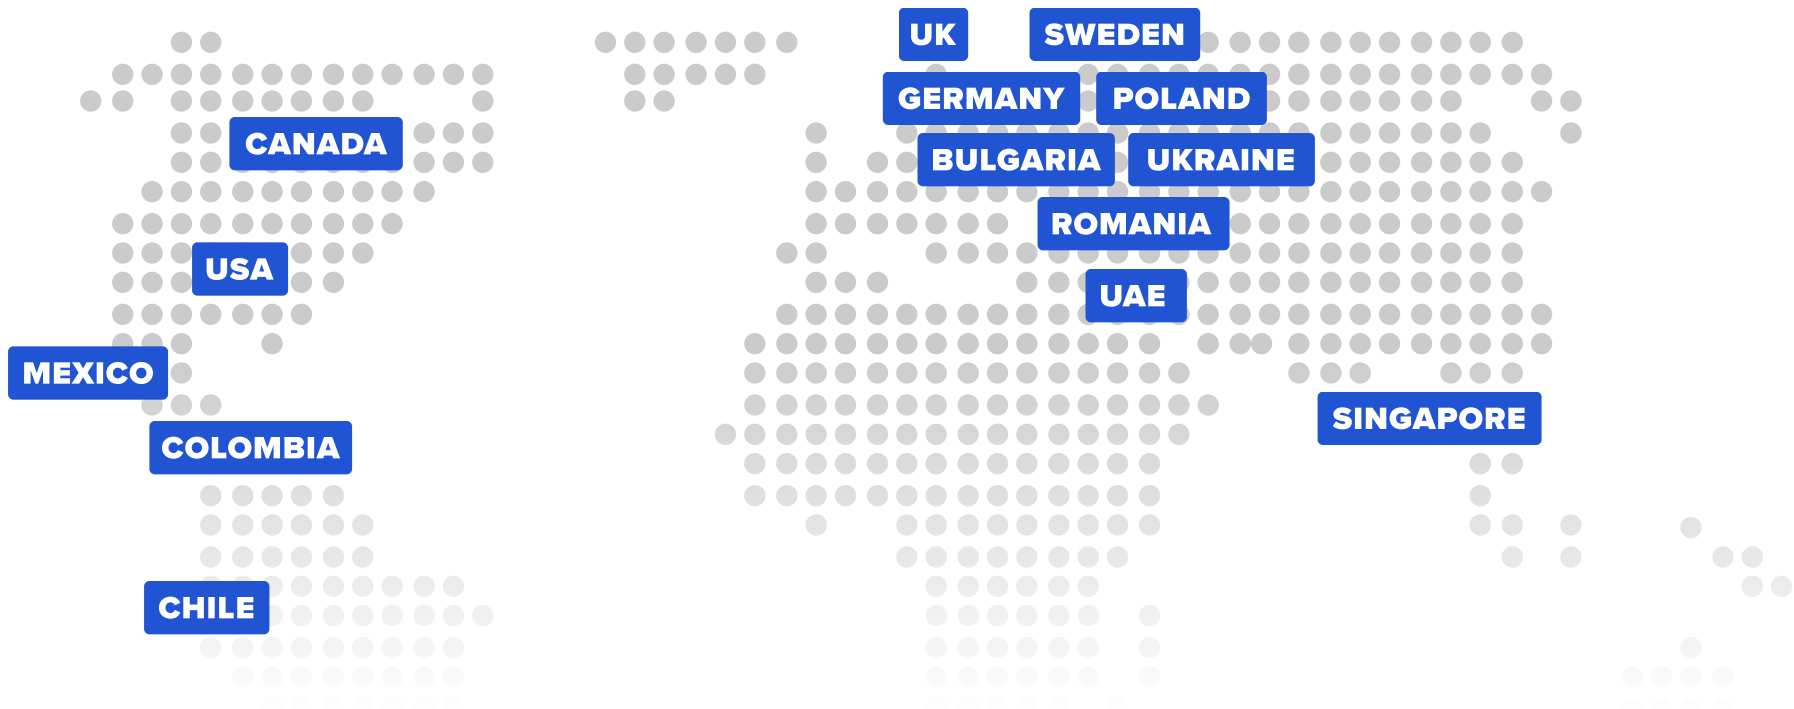 UK
SWEDEN
GERMANY
POLAND
CANADA
BULGARIA
UKRAINE
ROMANIA
USA
UAE
MEXICO
SINGAPORE
COLOMBIA
CHILE